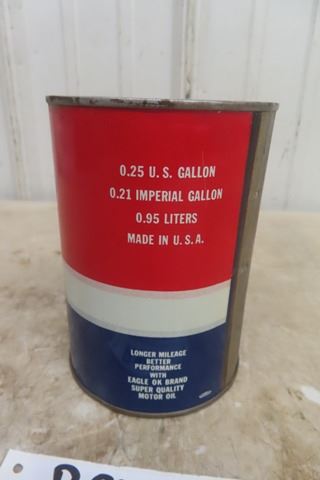 0.25 U. S. GALLON
0.21 IMPERIAL GALLON
0.95 LITERS
MADE IN U. S. A.
LONGER MILEAGE
BETTER
PERFORMANCE
WITH
EAGLE OK BRAND
SUPER QUALITY
MOTOR OIL